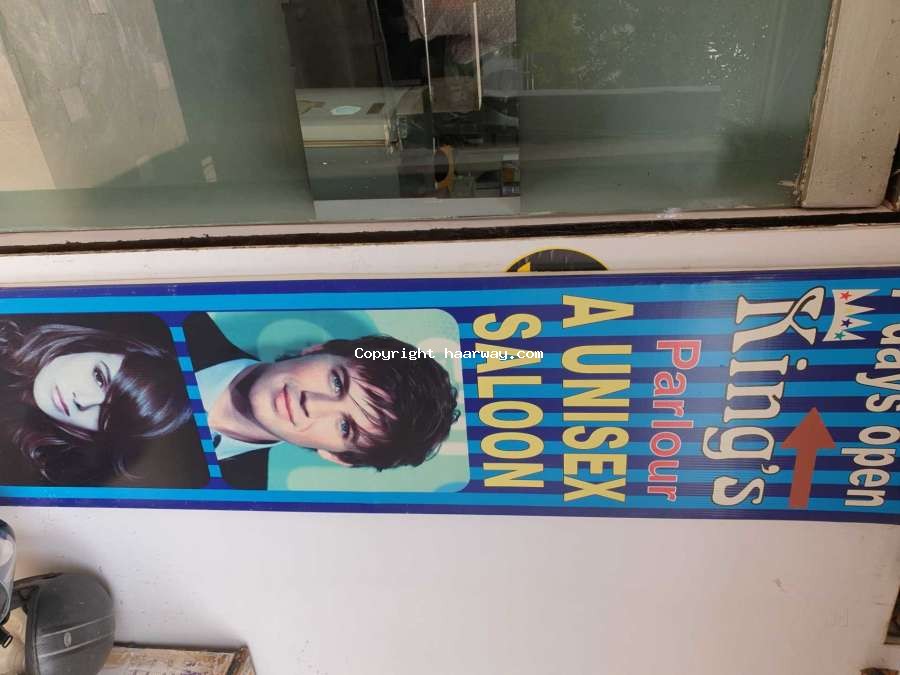 days open
King's
Parlour
A UNISEX
SALOON
Copyright haarway.com